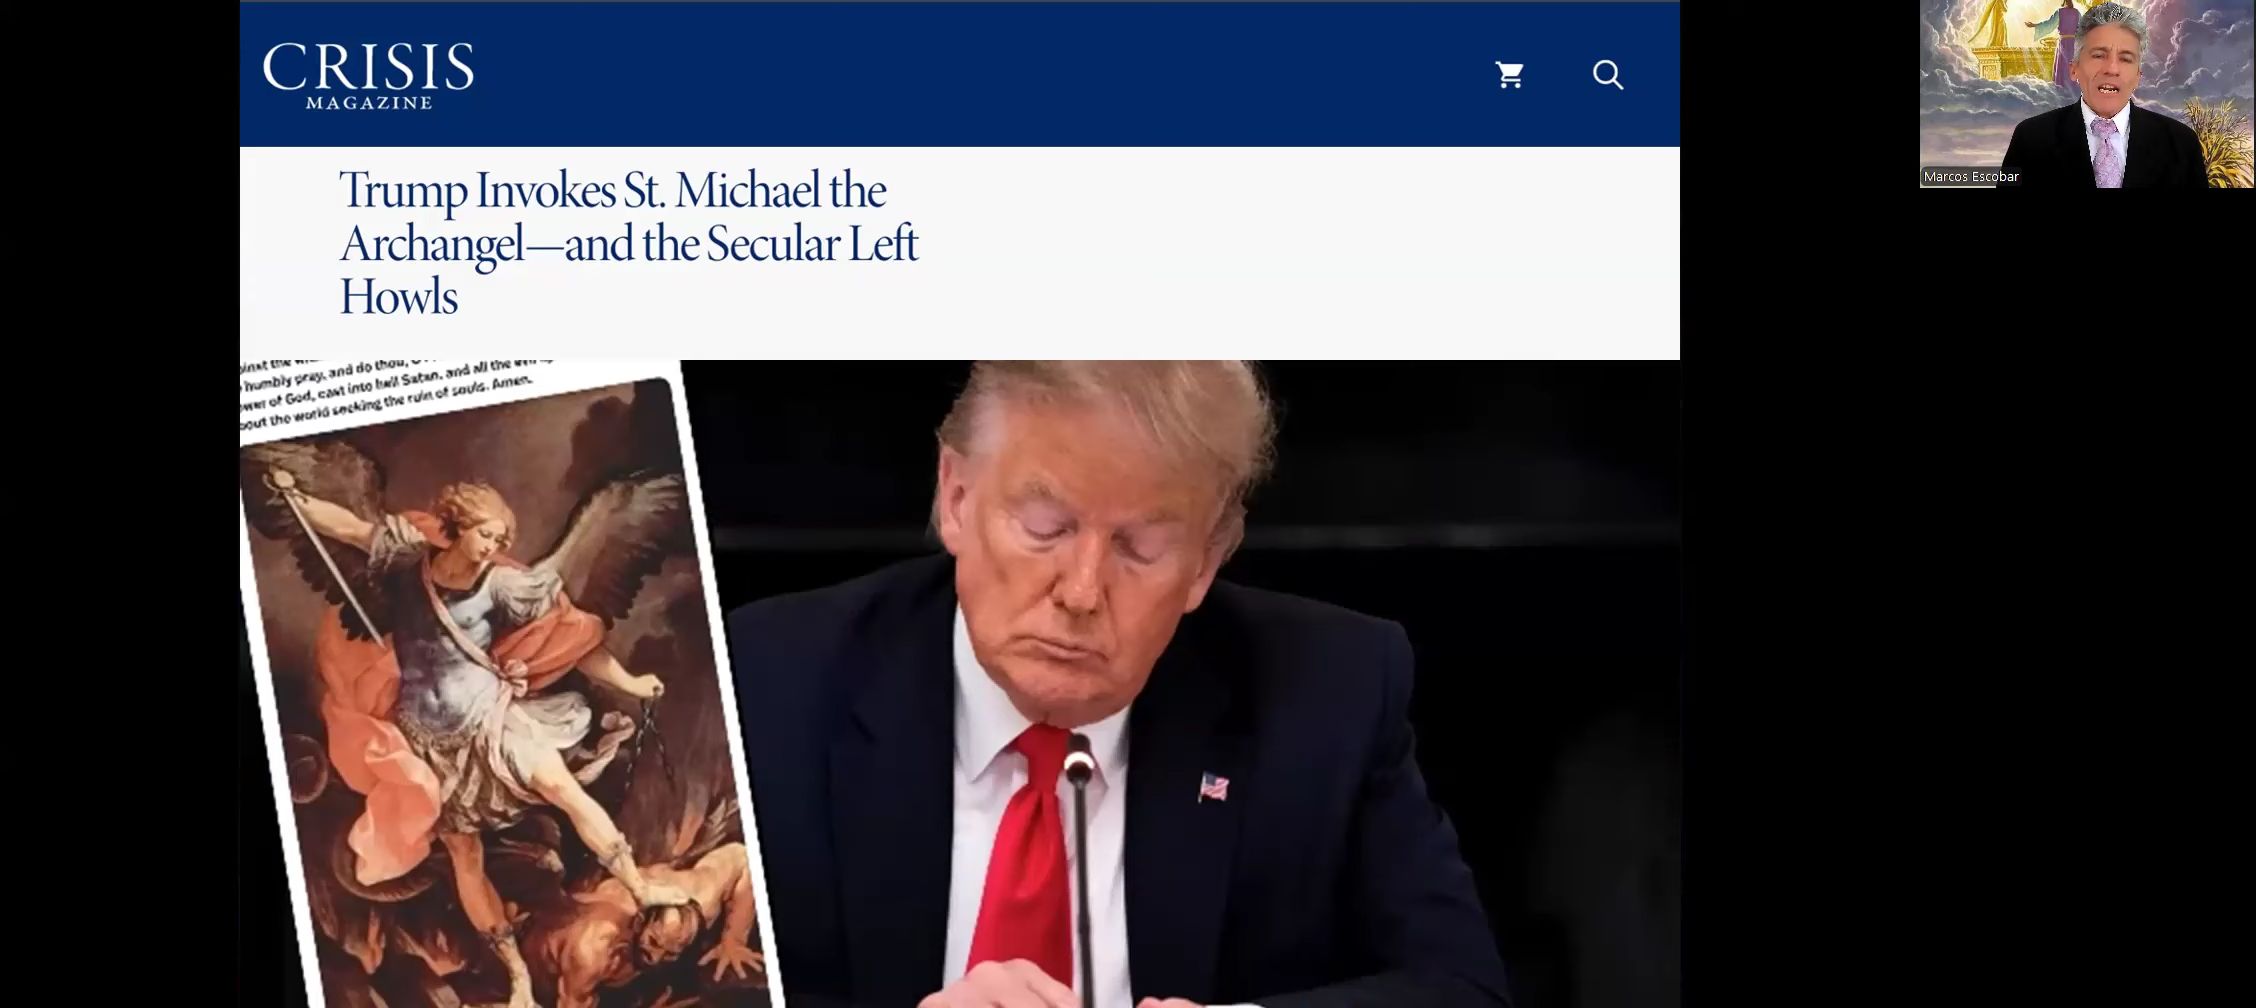 CRISIS
MAGAZINE
Trump Invokes St. Michael the
Archangel—and the Secular Left
Howls
humbly pray, and do thou,
of God, cast into hell Satan, and all the evil
the world seeking the ruin of souls. Amen.
Marcos Escobar